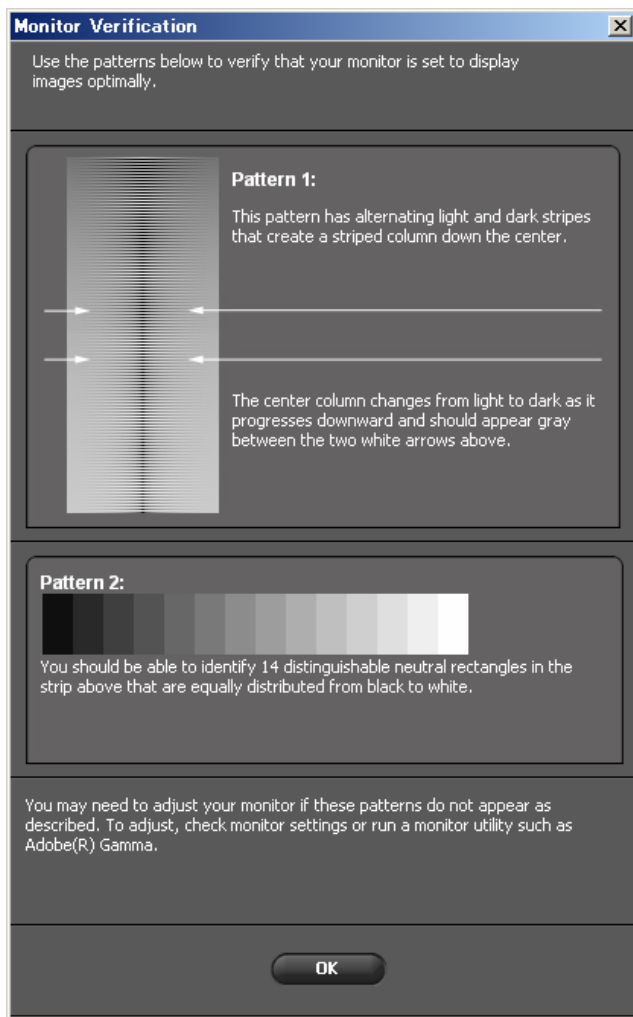 Monitor Verification
Use the patterns below to verify that your monitor is set to display
images optimally.
Pattern 1:
This pattern has alternating light and dark stripes
that create a striped column down the center.
The center column changes from light to dark as it
progresses downward and should appear gray
between the two white arrows above.
Pattern 2:
You should be able to identify 14 distinguishable neutral rectangles in the
strip above that are equally distributed from black to white.
You may need to adjust your monitor if these patterns do not appear as
described. To adjust, check monitor settings or run a monitor utility such as
Adobe(R) Gamma.
OK